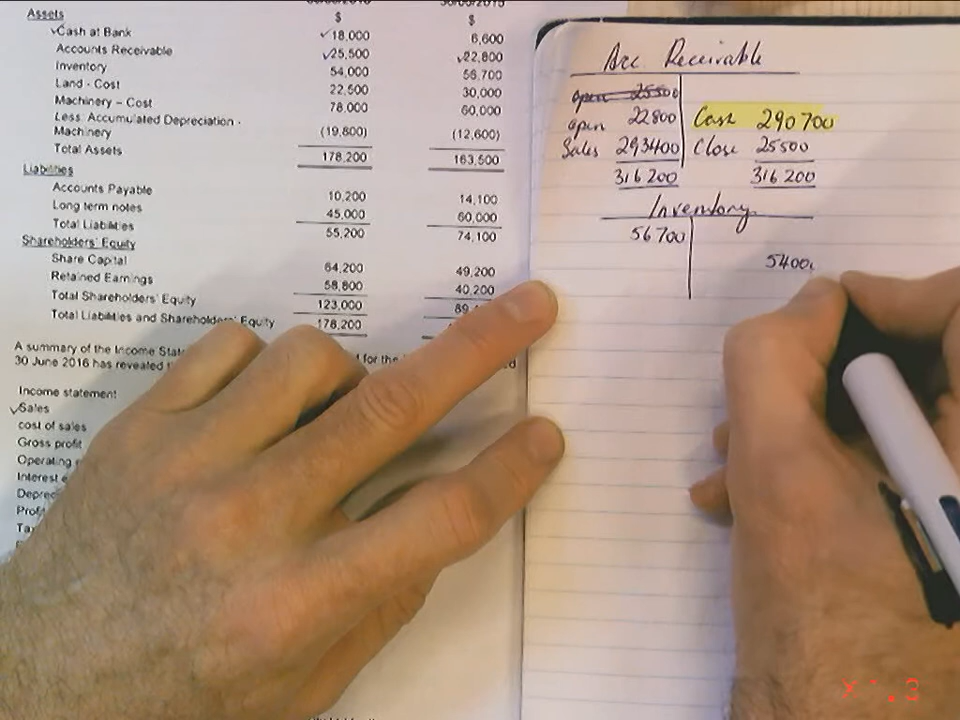 Assets
$ $
Cash at Bank 18,000 6,600
Accounts Receivable 25,500 22,800
Inventory 54,000 56,700
Land - Cost 22,500 30,000
Machinery – Cost 78,000 60,000
Less: Accumulated Depreciation -
Machinery (19,800) (12,600)
Total Assets 178,200 163,500
Liabilities
Accounts Payable 10,200 14,100
Long term notes 45,000 60,000
Total Liabilities 55,200 74,100
Shareholders' Equity
Share Capital 64,200 49,200
Retained Earnings 58,800 40,200
Total Shareholders' Equity 123,000 89,
Total Liabilities and Shareholders' Equity 178,200
A summary of the Income
30 June 2016 has revealed
for the
Income statement
Sales
cost of sales
Gross profit
Operating
Interest
Acc Receivable
open 25500
open 22800 Cash 290700
Sales 293400 Close 25500
316200 316200
Inventory
56700
5400